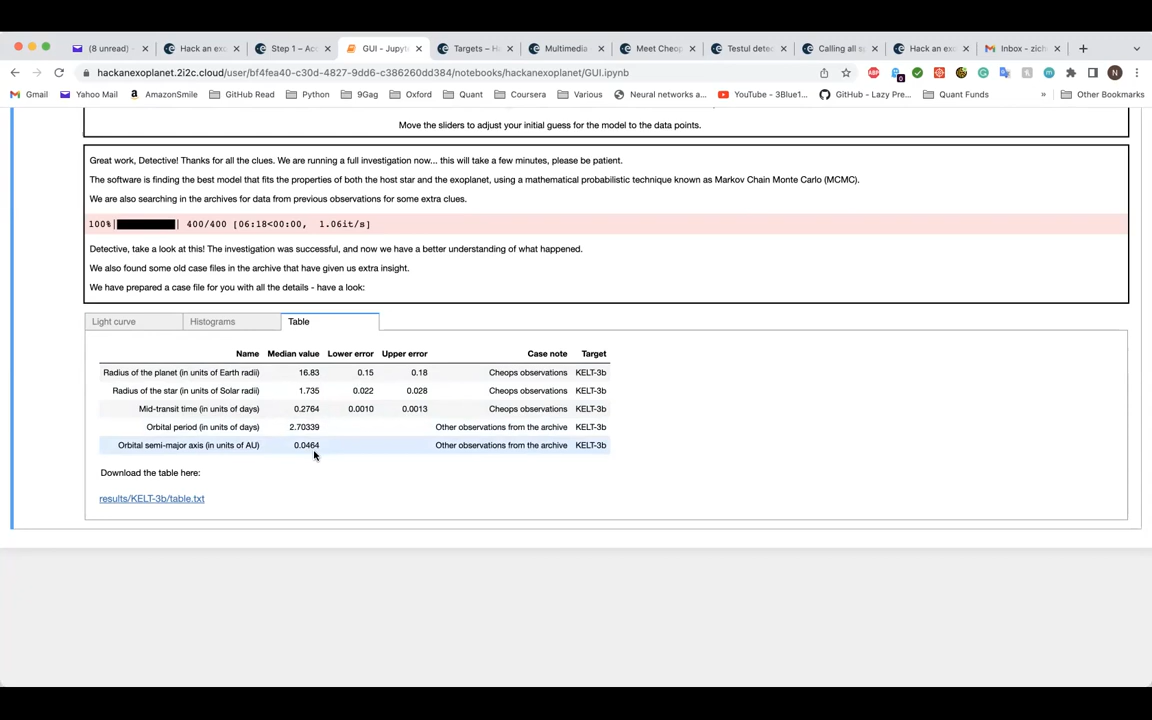 (8 unread) -
Hack an ex
Step 1 – Ac
GUI - Jupyt
Targets – H
Multimedia
Meet Cheop
Testul dete
Calling all s
Hack an ex
Inbox - zich
hackanexoplanet.2i2c.cloud/user/bf4fea40-c30d-4827-9dd6-c386260dd384/notebooks/hackanexoplanet/GUI.ipynb
Gmail Yahoo Mail AmazonSmile GitHub Read Python 9Gag Oxford Quant Coursera Various Neural networks a... YouTube - 3Blue1... GitHub - Lazy Pre... Quant Funds » Other Bookmarks
Move the sliders to adjust your initial guess for the model to the data points.
Great work, Detective! Thanks for all the clues. We are running a full investigation now... this will take a few minutes, please be patient.
The software is finding the best model that fits the properties of both the host star and the exoplanet, using a mathematical probabilistic technique known as Markov Chain Monte Carlo (MCMC).
We are also searching in the archives for data from previous observations for some extra clues.
100%|██████████| 400/400 [06:18<00:00, 1.06it/s]
Detective, take a look at this! The investigation was successful, and now we have a better understanding of what happened.
We also found some old case files in the archive that have given us extra insight.
We have prepared a case file for you with all the details - have a look:
Light curve Histograms Table
Name Median value Lower error Upper error Case note Target
Radius of the planet (in units of Earth radii) 16.83 0.15 0.18 Cheops observations KELT-3b
Radius of the star (in units of Solar radii) 1.735 0.022 0.028 Cheops observations KELT-3b
Mid-transit time (in units of days) 0.2764 0.0010 0.0013 Cheops observations KELT-3b
Orbital period (in units of days) 2.70339 Other observations from the archive KELT-3b
Orbital semi-major axis (in units of AU) 0.0464 Other observations from the archive KELT-3b
Download the table here:
results/KELT-3b/table.txt